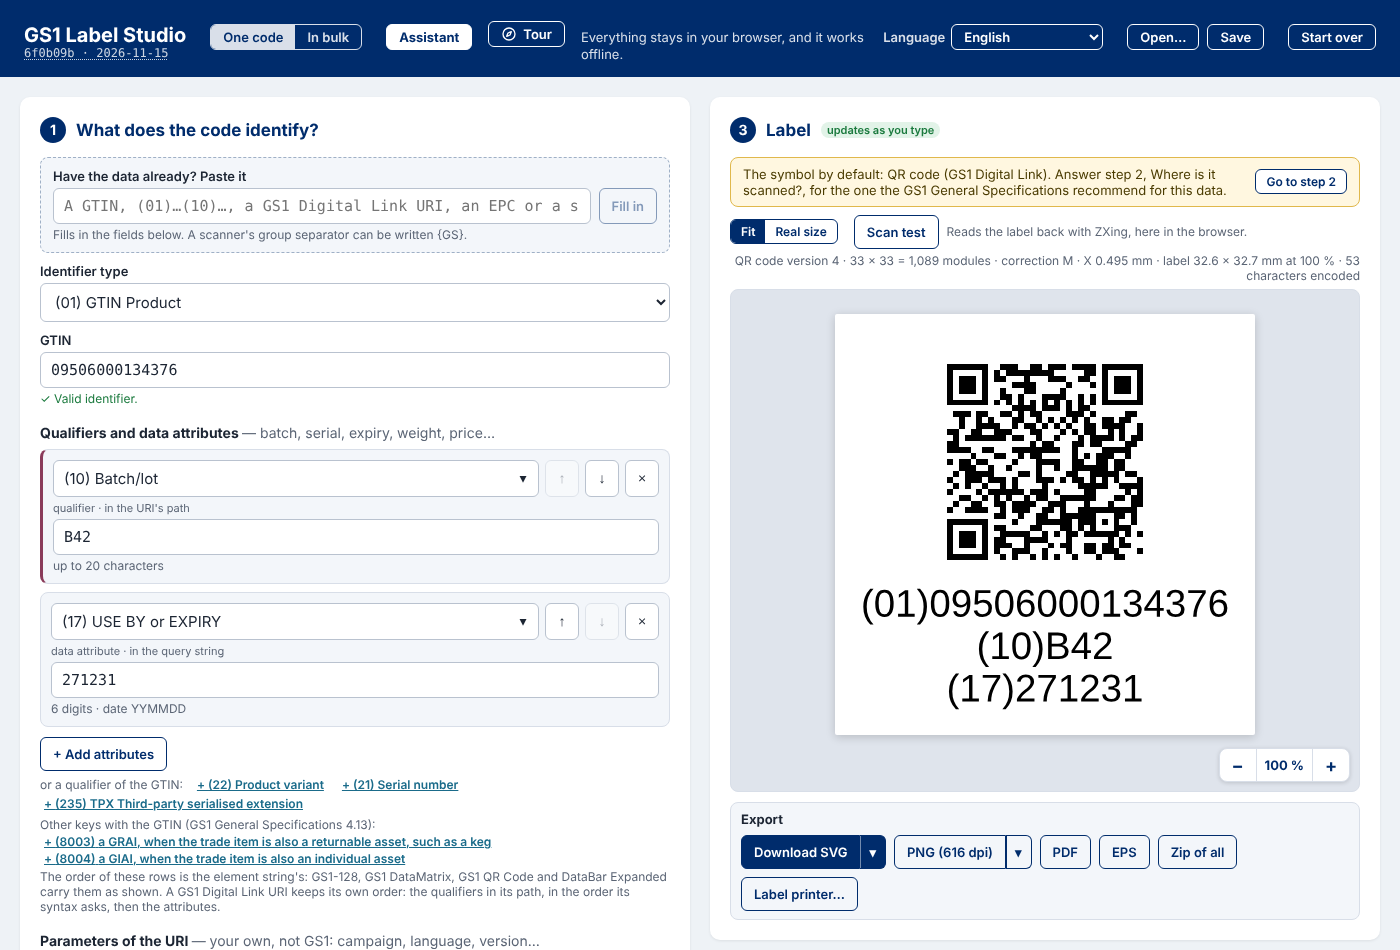 GS1 Label Studio
6f0b09b · 2026-11-15
One code
In bulk
Assistant
Tour
Everything stays in your browser, and it works
offline.
Language
English
Open...
Save
Start over
1 What does the code identify?
Have the data already? Paste it
A GTIN, (01)…(10)…, a GS1 Digital Link URI, an EPC or a s
Fill in
Fills in the fields below. A scanner's group separator can be written {GS}.
Identifier type
(01) GTIN Product
GTIN
09506000134376
✓ Valid identifier.
Qualifiers and data attributes — batch, serial, expiry, weight, price...
(10) Batch/lot
▼
↑
↓
×
qualifier · in the URI's path
B42
up to 20 characters
(17) USE BY or EXPIRY
▼
↑
↓
×
data attribute · in the query string
271231
6 digits · date YYMMDD
+ Add attributes
or a qualifier of the GTIN: + (22) Product variant + (21) Serial number
+ (235) TPX Third-party serialised extension
Other keys with the GTIN (GS1 General Specifications 4.13):
+ (8003) a GRAI, when the trade item is also a returnable asset, such as a keg
+ (8004) a GIAI, when the trade item is also an individual asset
The order of these rows is the element string's: GS1-128, GS1 DataMatrix, GS1 QR Code and DataBar Expanded
carry them as shown. A GS1 Digital Link URI keeps its own order: the qualifiers in its path, in the order its
syntax asks, then the attributes.
Parameters of the URI — your own, not GS1: campaign, language, version...
3 Label
updates as you type
The symbol by default: QR code (GS1 Digital Link). Answer step 2, Where is it
scanned?, for the one the GS1 General Specifications recommend for this data.
Go to step 2
Fit
Real size
Scan test
Reads the label back with ZXing, here in the browser.
QR code version 4 · 33 × 33 = 1,089 modules · correction M · X 0.495 mm · label 32.6 × 32.7 mm at 100 % · 53
characters encoded
(01)09506000134376
(10)B42
(17)271231
− 100 % +
Export
Download SVG
▼
PNG (616 dpi)
▼
PDF
EPS
Zip of all
Label printer...